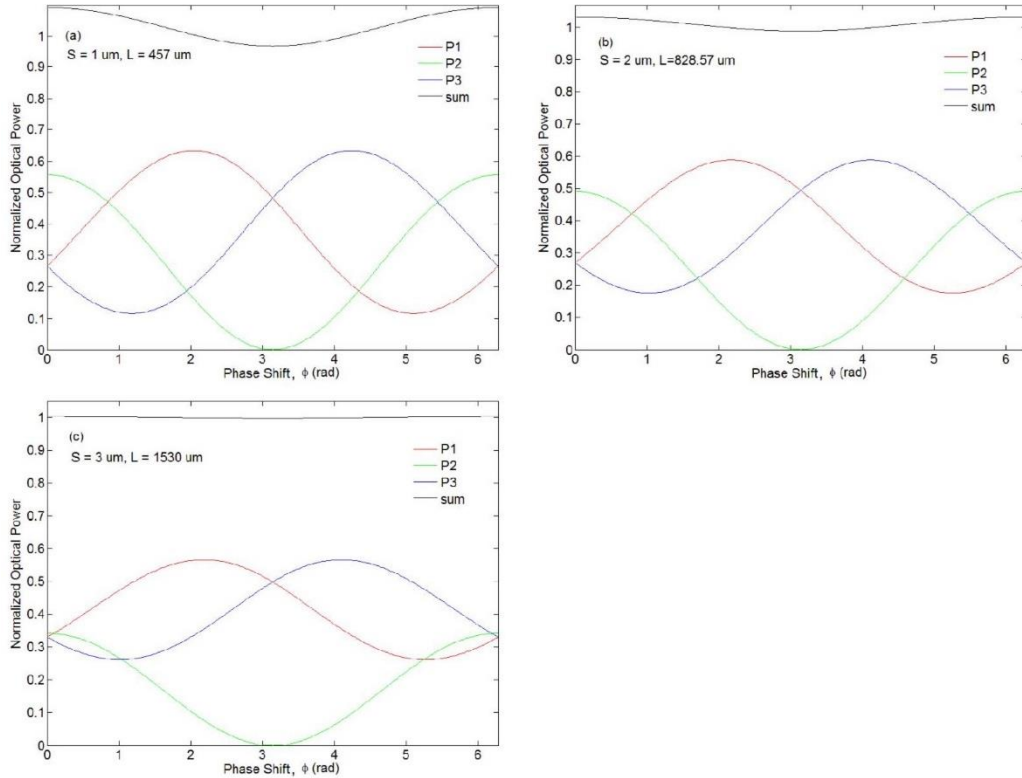 (a)
S = 1 um, L = 457 um
P1
P2
P3
sum
Normalized Optical Power
1
0.9
0.8
0.7
0.6
0.5
0.4
0.3
0.2
0.1
0
0 1 2 3 4 5 6
Phase Shift, ϕ (rad)
(b)
S = 2 um, L=828.57 um
P1
P2
P3
sum
Normalized Optical Power
1
0.9
0.8
0.7
0.6
0.5
0.4
0.3
0.2
0.1
0
0 1 2 3 4 5 6
Phase Shift, ϕ (rad)
(c)
S = 3 um, L = 1530 um
P1
P2
P3
sum
Normalized Optical Power
1
0.9
0.8
0.7
0.6
0.5
0.4
0.3
0.2
0.1
0
0 1 2 3 4 5 6
Phase Shift, ϕ (rad)